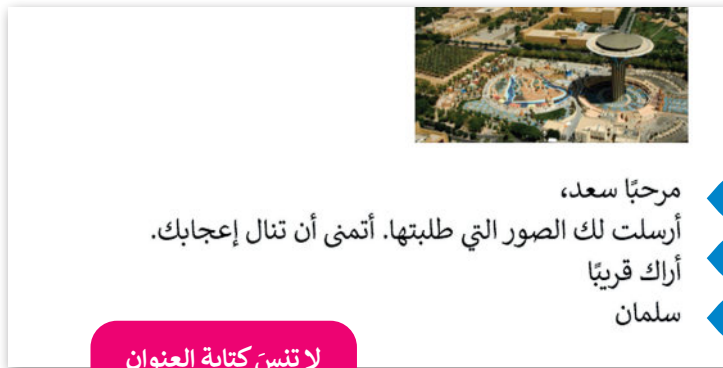 مرحبًا سعد،
أرسلت لك الصور التي طلبتها. أتمنى أن تنال إعجابك.
أراك قريبًا
سلمان
لا تنسَ كتابة العنوان